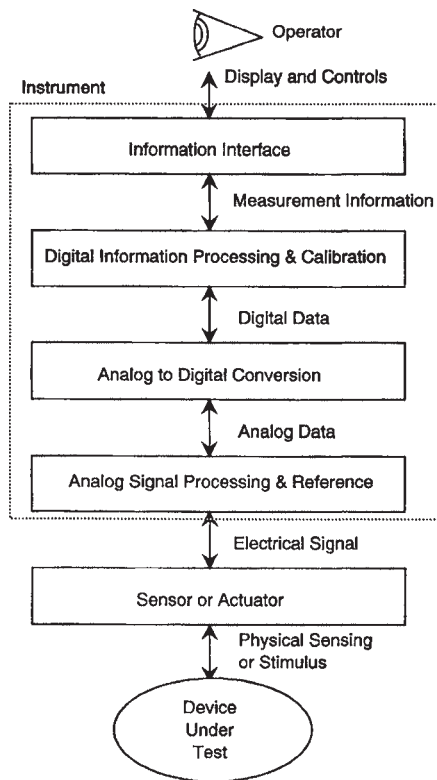 Operator
Display and Controls
Instrument
Information Interface
Measurement Information
Digital Information Processing & Calibration
Digital Data
Analog to Digital Conversion
Analog Data
Analog Signal Processing & Reference
Electrical Signal
Sensor or Actuator
Physical Sensing
or Stimulus
Device
Under
Test